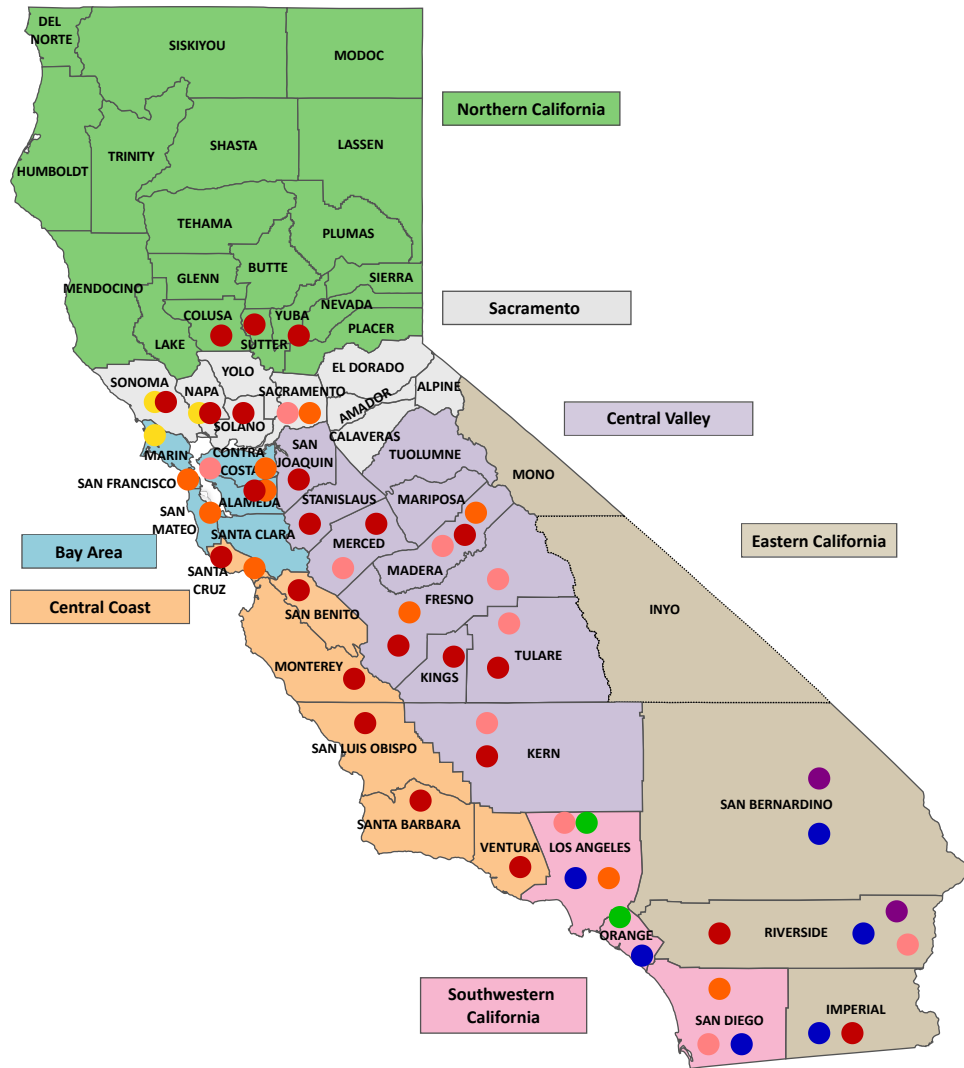 DEL
NORTE
SISKIYOU
MODOC
Northern California
HUMBOLDT
TRINITY
SHASTA
LASSEN
TEHAMA
PLUMAS
MENDOCINO
GLENN
BUTTE
SIERRA
COLUSA
YUBA
NEVADA
Sacramento
LAKE
SUTTER
PLACER
SONOMA
NAPA
YOLO
SACRAMENTO
EL DORADO
ALPINE
AMADOR
SOLANO
CALAVERAS
Central Valley
MARIN
CONTRA
COSTA
SAN
JOAQUIN
TUOLUMNE
MONO
SAN FRANCISCO
ALAMEDA
STANISLAUS
MARIPOSA
SAN
MATEO
SANTA CLARA
MERCED
Bay Area
Eastern California
SANTA
CRUZ
MADERA
Central Coast
SAN BENITO
FRESNO
INYO
MONTEREY
KINGS
TULARE
SAN LUIS OBISPO
KERN
SAN BERNARDINO
SANTA BARBARA
VENTURA
LOS ANGELES
ORANGE
RIVERSIDE
Southwestern
California
SAN DIEGO
IMPERIAL